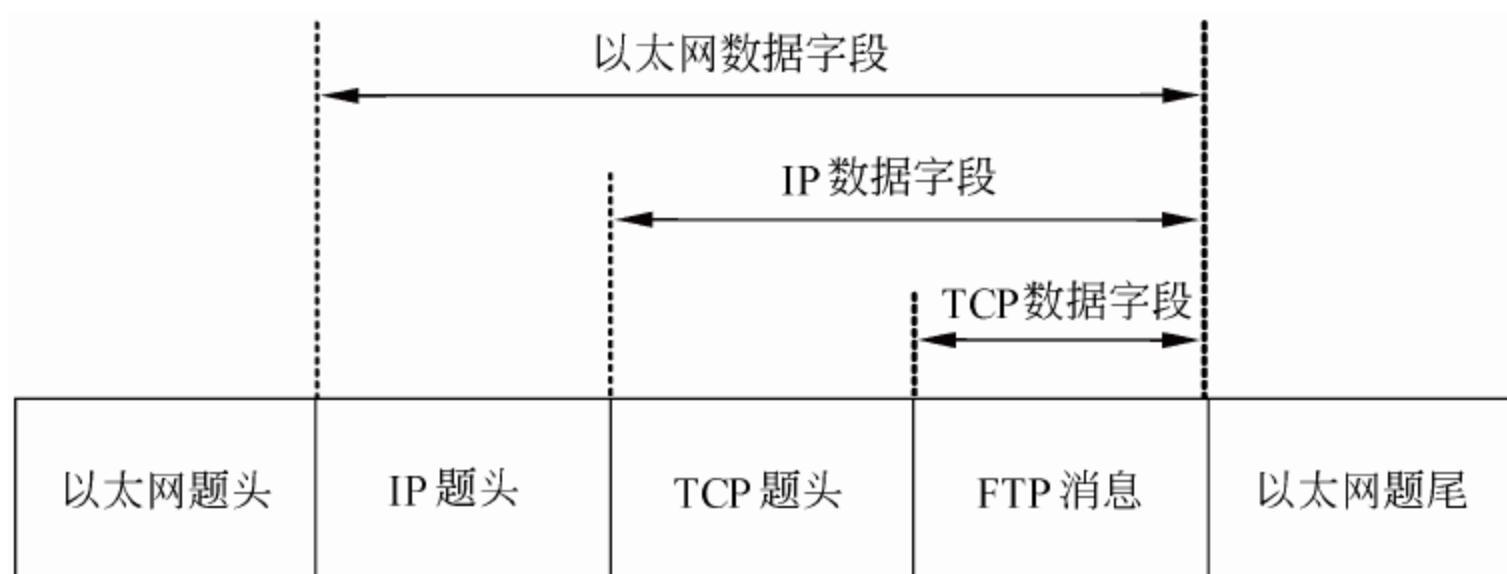 以太网数据字段
IP 数据字段
TCP数据字段
以太网题头
IP 题头
TCP 题头
FTP 消息
以太网题尾